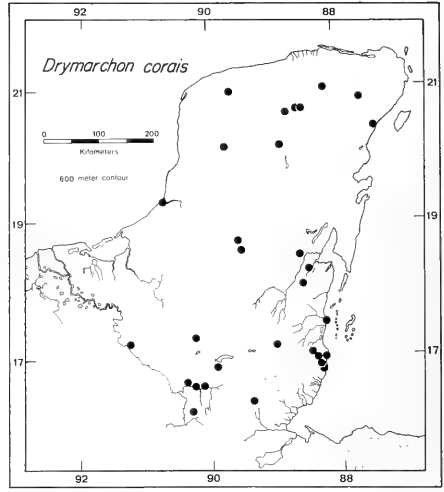 92 90 88
Drymarchon corais
21 21
0 100 200
Kilometers
600 meter contour
19 19
17 17
92 90 88